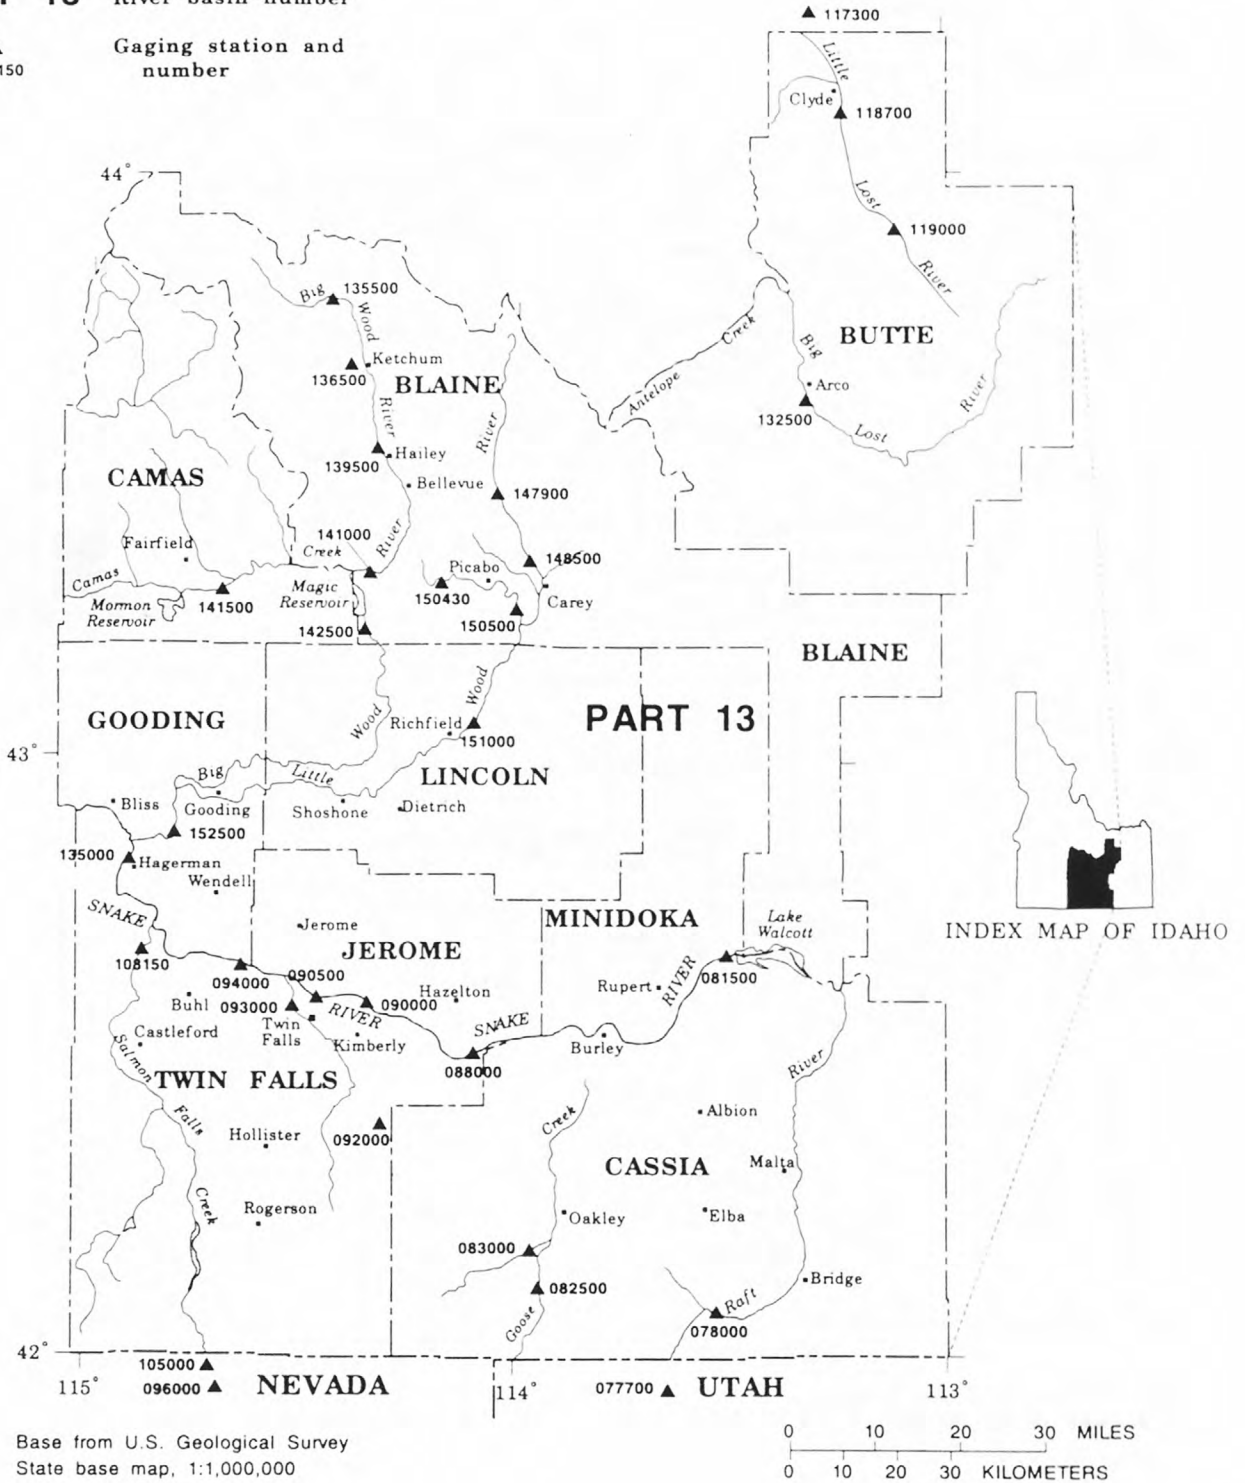 13 River basin number
Gaging station and
number
150
117300
Little
Clyde
118700
44°
Lost
119000
River
Big
135500
Wood
Creek
BUTTE
Big
Ketchum
136500
BLAINE
Antelope
Arco
River
132500
River
River
Lost
139500
Hailey
CAMAS
Bellevue
147900
141000
River
Fairfield
Creek
148500
Picabo
Camas
Magic
Reservoir
150430
Carey
Mormon
Reservoir
141500
142500
150500
BLAINE
Wood
GOODING
Wood
Richfield
PART 13
151000
43°
Big
Little
LINCOLN
Bliss
Gooding
Shoshone
Dietrich
152500
135000
Hagerman
Wendell
SNAKE
MINIDOKA
Lake
Walcott
INDEX MAP OF IDAHO
Jerome
JEROME
108150
094000
090500
081500
Buhl
093000
090000
Hazelton
Rupert
RIVER
RIVER
Twin
Falls
SNAKE
Castleford
Kimberly
Burley
Salmon
088000
River
TWIN FALLS
Falls
Creek
Albion
092000
Hollister
CASSIA
Malta
Creek
Rogerson
Oakley
Elba
083000
082500
Bridge
Goose
Raft
078000
42°
105000
096000
115°
NEVADA
114°
077700
UTAH
113°
0 10 20 30 MILES
0 10 20 30 KILOMETERS
Base from U.S. Geological Survey
State base map, 1:1,000,000